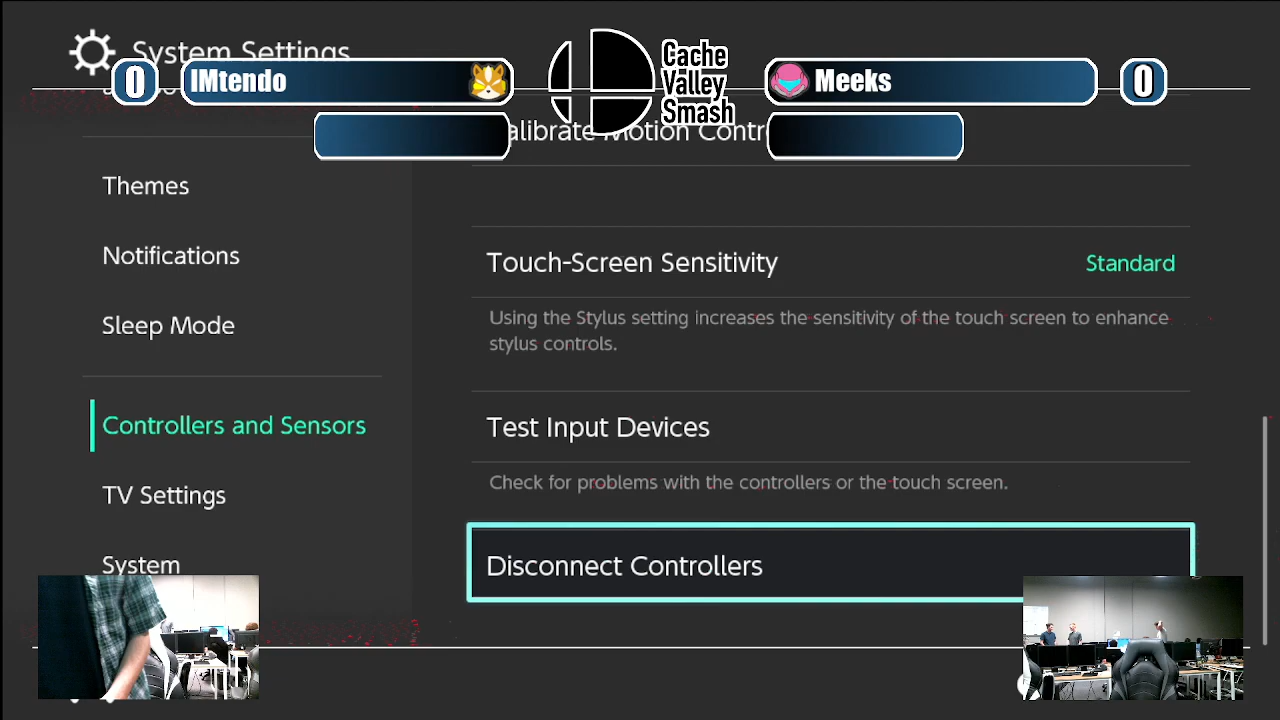 System Settings
0
IMtendo
Cache
Valley
Smash
Meeks
0
alibrate Motion Contr
Themes
Notifications
Sleep Mode
Controllers and Sensors
TV Settings
System
Touch-Screen Sensitivity
Standard
Using the Stylus setting increases the sensitivity of the touch screen to enhance
stylus controls.
Test Input Devices
Check for problems with the controllers or the touch screen.
Disconnect Controllers